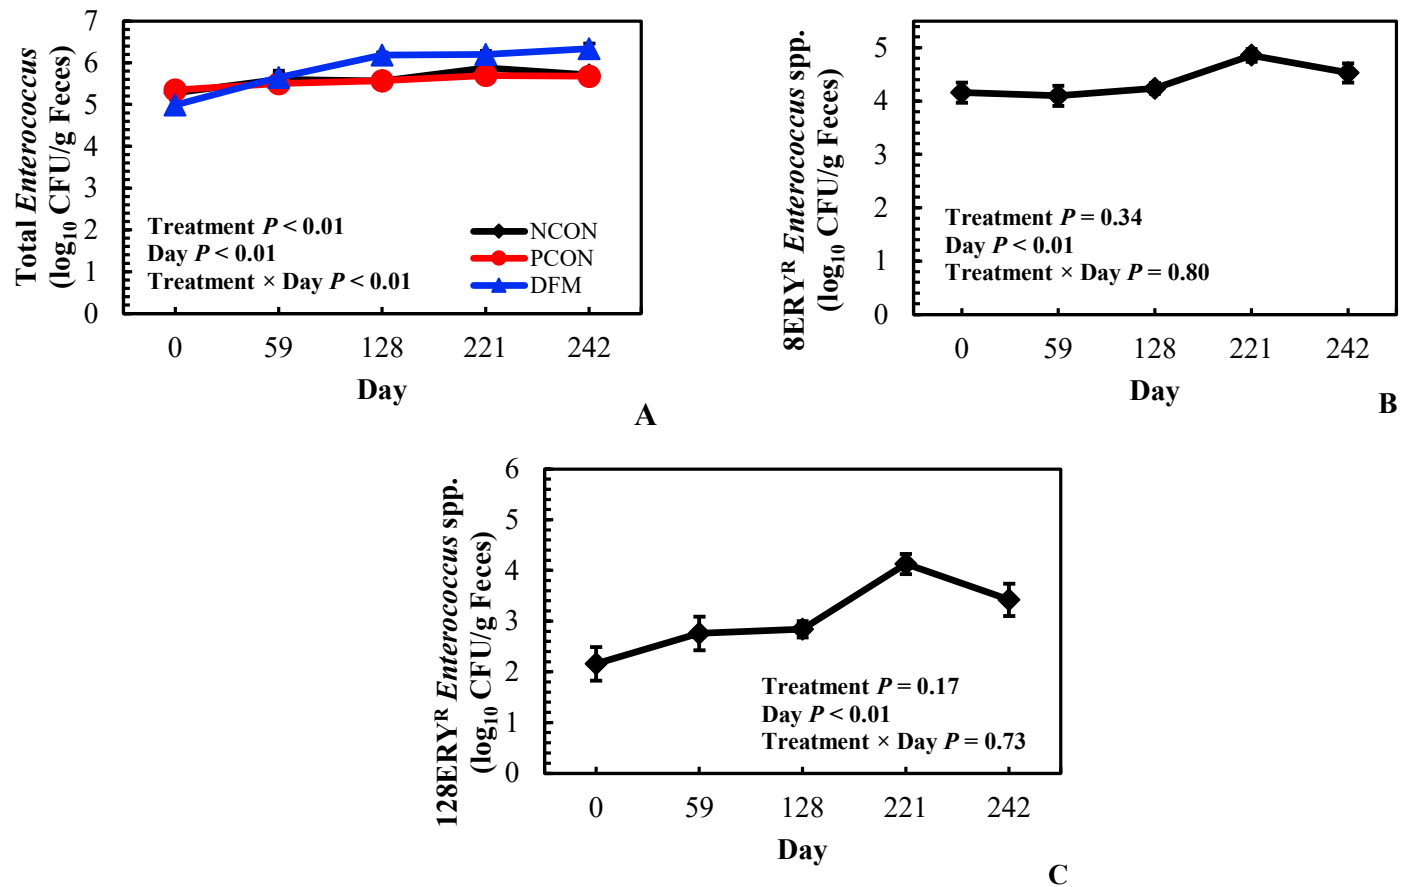 Total Enterococcus
(log₁₀ CFU/g Feces)
7
6
5
4
3
2
1
0
Treatment P < 0.01
Day P < 0.01
Treatment × Day P < 0.01
NCON
PCON
DFM
0 59 128 221 242
Day
A
8ERYᴿ Enterococcus spp.
(log₁₀ CFU/g Feces)
5
4
3
2
1
0
Treatment P = 0.34
Day P < 0.01
Treatment × Day P = 0.80
0 59 128 221 242
Day
B
128ERYᴿ Enterococcus spp.
(log₁₀ CFU/g Feces)
6
5
4
3
2
1
0
Treatment P = 0.17
Day P < 0.01
Treatment × Day P = 0.73
0 59 128 221 242
Day
C